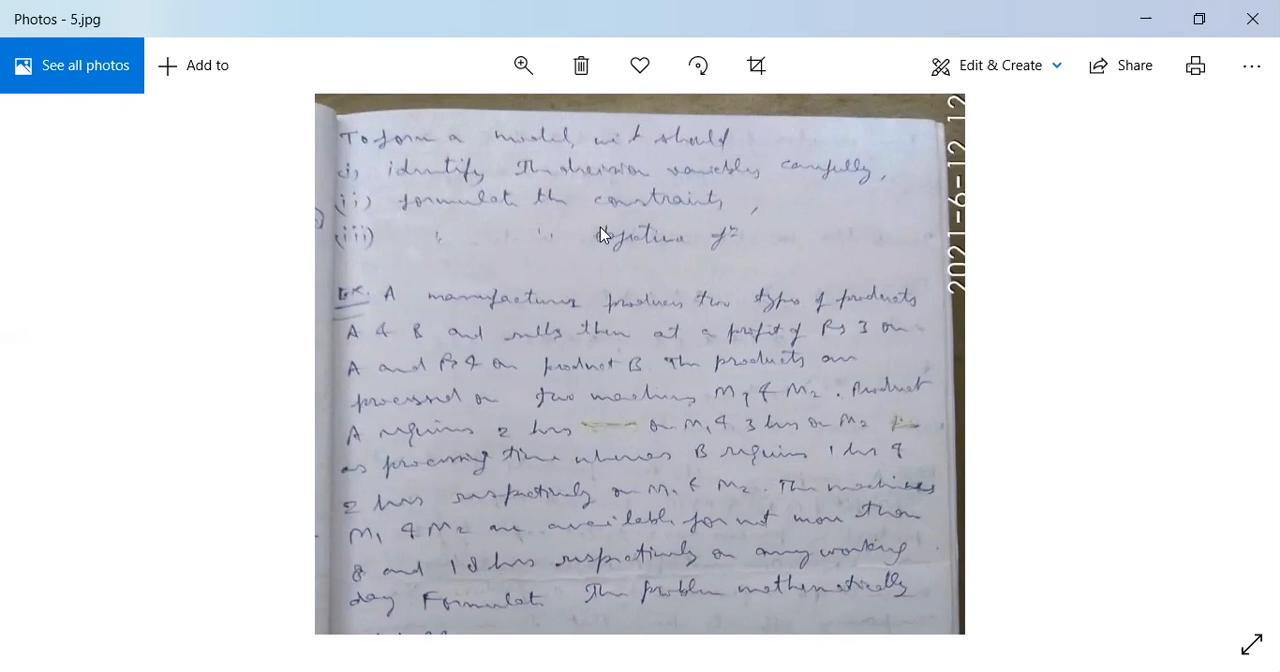 Photos - 5.jpg
See all photos
Add to
Edit & Create
Share
2021-6-12 12
To form a model, we should
(i) identify the decision variables carefully,
(ii) formulate the constraints,
(iii) " " objective fn
Ex. A manufacturer produces two types of products
A & B and sells them at a profit of Rs 3 on
A and Rs 4 on product B. The products are
processed on two machines M1 & M2. Product
A requires 2 hrs on M1 & 3 hrs on M2
as processing time whereas B requires 1 hr &
2 hrs respectively on M1 & M2. The machines
M1 & M2 are available for not more than
8 and 18 hrs respectively on any working
day Formulate the problem mathematically